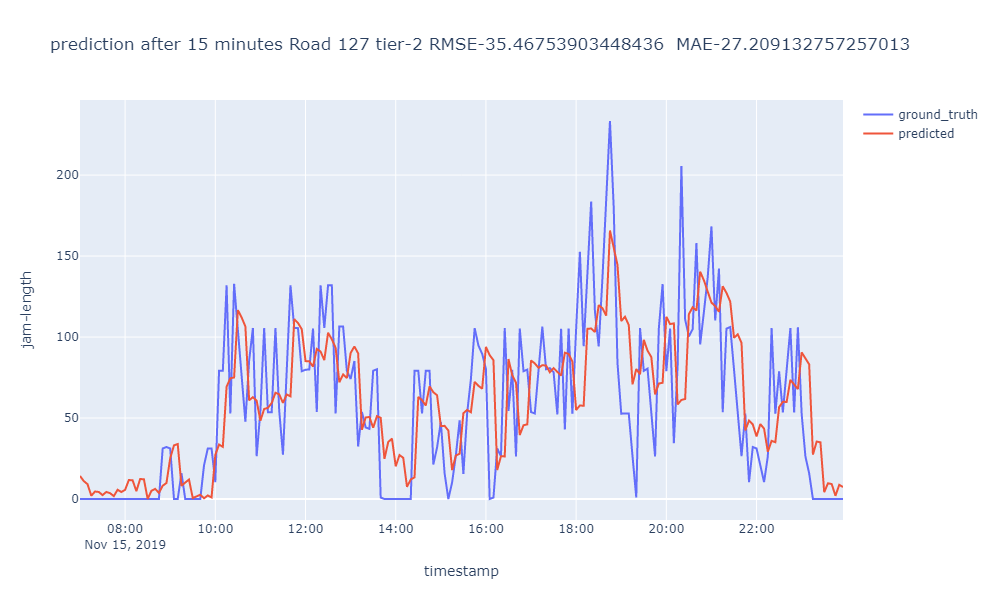 prediction after 15 minutes Road 127 tier-2 RMSE-35.46753903448436  MAE-27.209132757257013
ground_truth
predicted
200
150
100
50
0
jam-length
08:00 10:00 12:00 14:00 16:00 18:00 20:00 22:00
Nov 15, 2019
timestamp